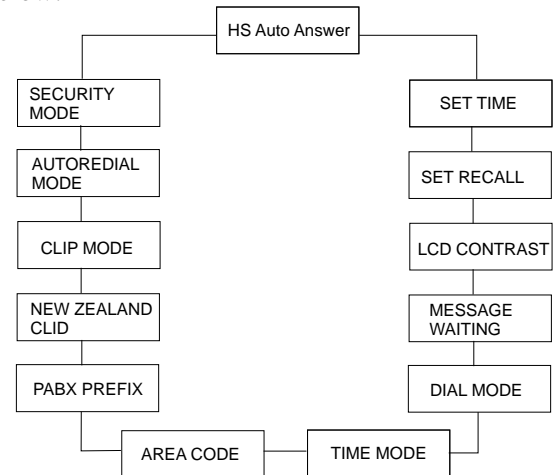 HS Auto Answer
SECURITY
MODE
SET TIME
AUTOREDIAL
MODE
SET RECALL
CLIP MODE
LCD CONTRAST
NEW ZEALAND
CLID
MESSAGE
WAITING
PABX PREFIX
DIAL MODE
AREA CODE
TIME MODE